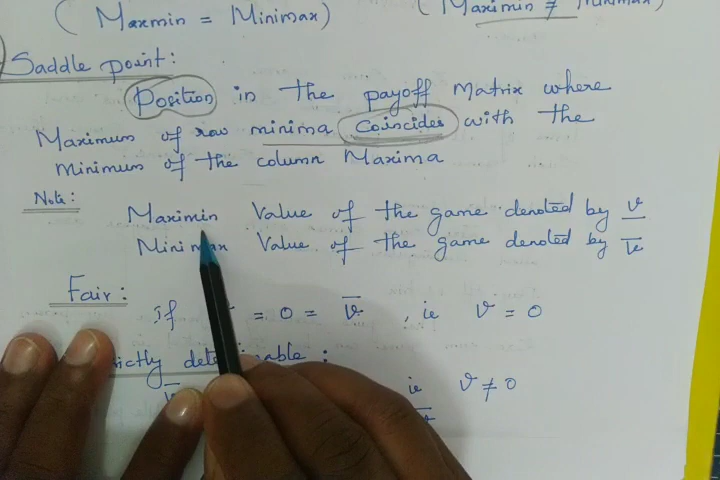 ( Maxmin = Minimax) ( Maximin ≠ Minimax)
Saddle point:
Position in the payoff Matrix where
Maximum of row minima coincides with the
minimum of the column Maxima
Note: Maximin Value of the game denoted by v̲
Minimax Value of the game denoted by v̅
Fair:
If = 0 = v̅ , ie v = 0
:
ie v ≠ 0